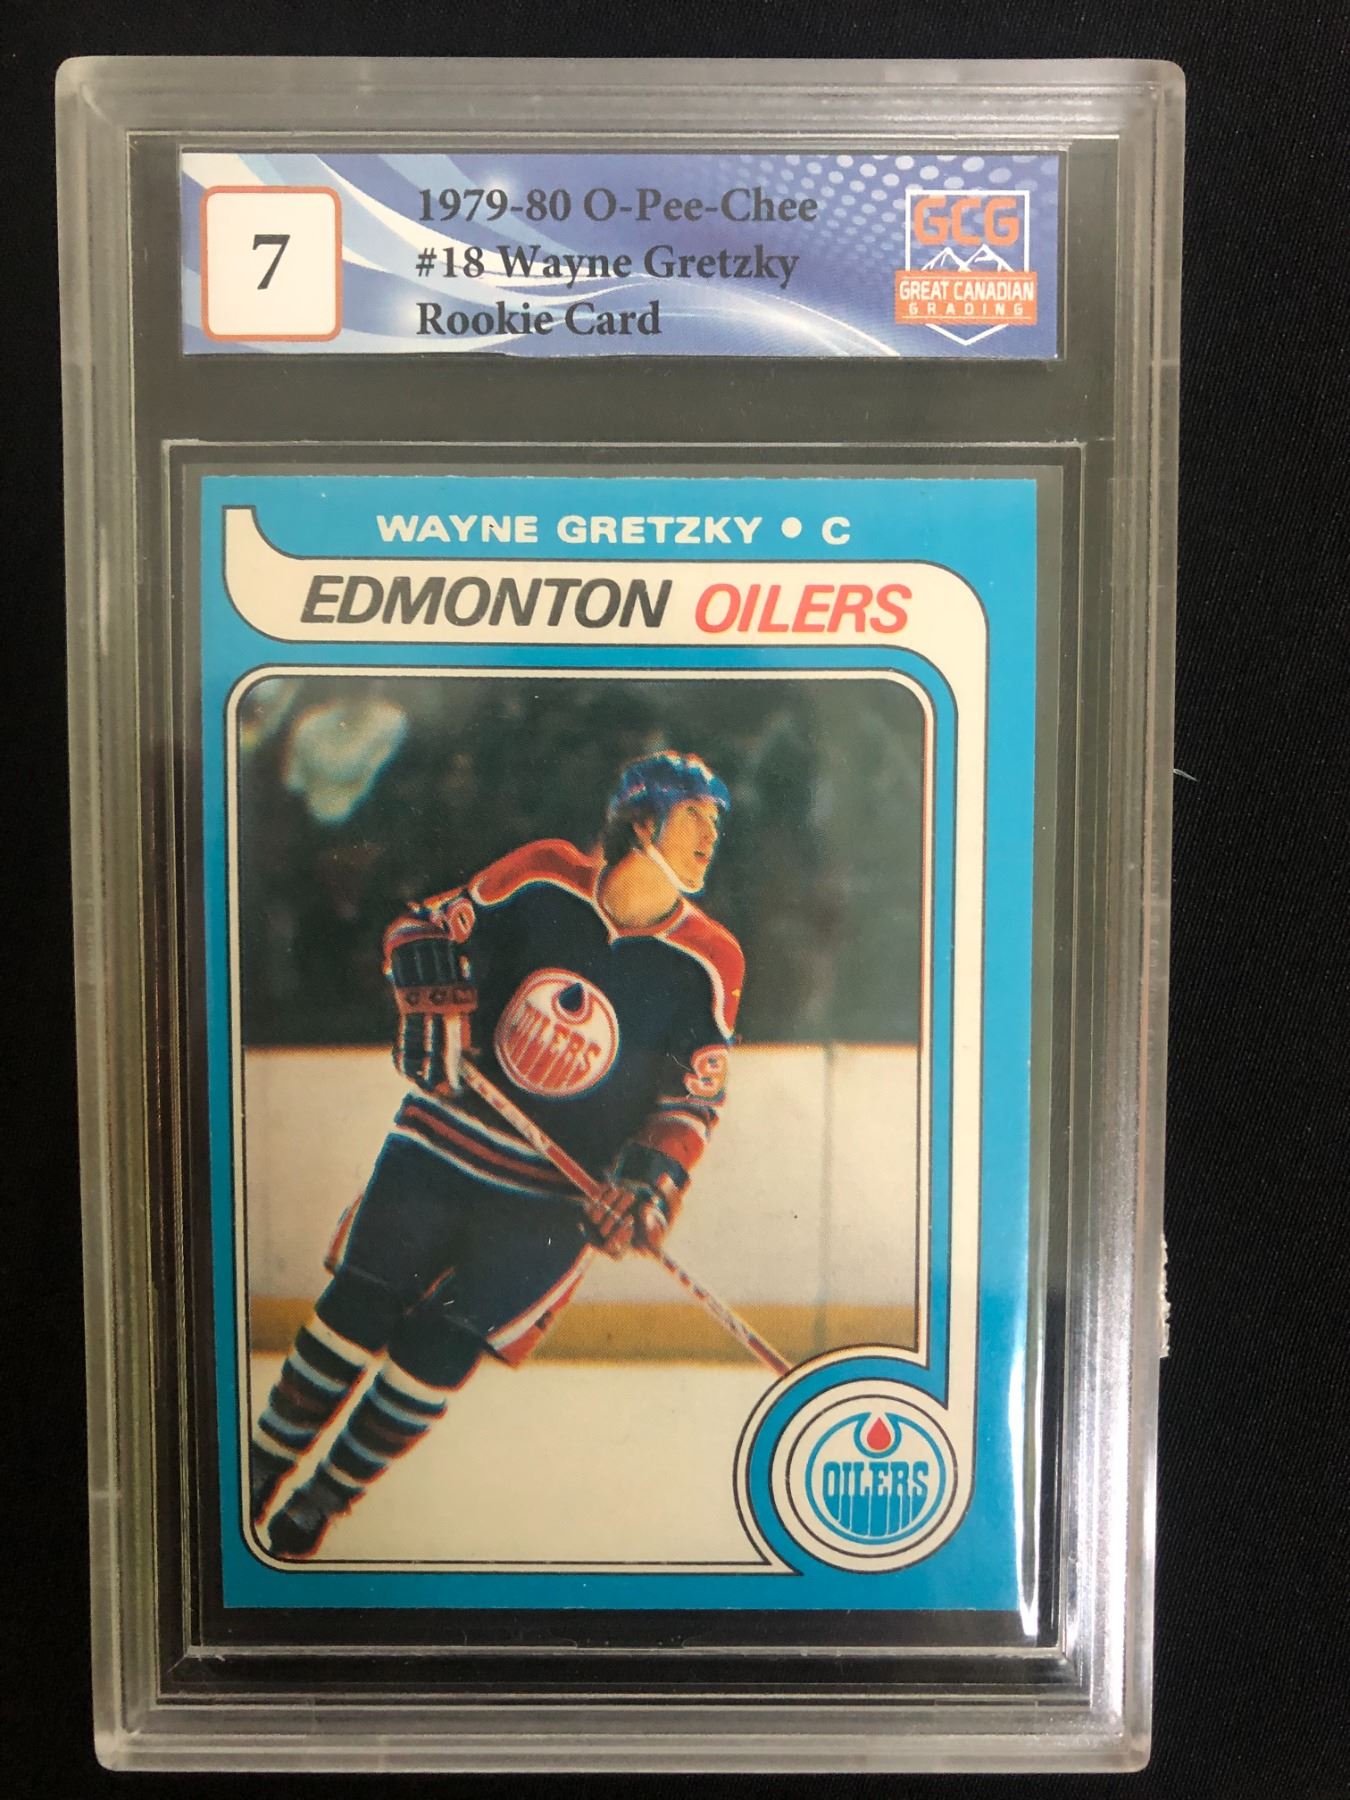 7
1979-80 O-Pee-Chee
#18 Wayne Gretzky
Rookie Card
GCG
GREAT CANADIAN
GRADING
WAYNE GRETZKY • C
EDMONTON OILERS
OILERS
9
OILERS